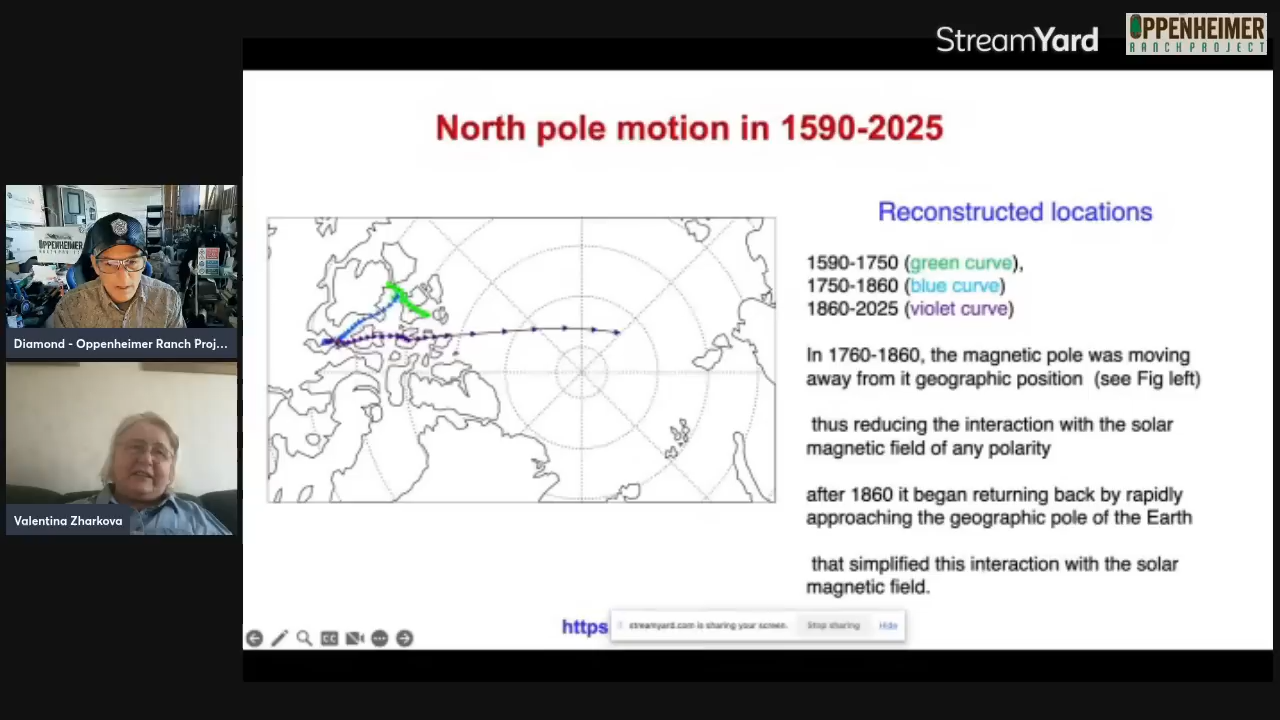 StreamYard
OPPENHEIMER
RANCH PROJECT
North pole motion in 1590-2025
Reconstructed locations
1590-1750 (green curve),
1750-1860 (blue curve)
1860-2025 (violet curve)
In 1760-1860, the magnetic pole was moving
away from it geographic position (see Fig left)
thus reducing the interaction with the solar
magnetic field of any polarity
after 1860 it began returning back by rapidly
approaching the geographic pole of the Earth
that simplified this interaction with the solar
magnetic field.
https
streamyard.com is sharing your screen.
Stop sharing
Hide
CC
OPPENHEIMER
Diamond - Oppenheimer Ranch Proj...
Valentina Zharkova